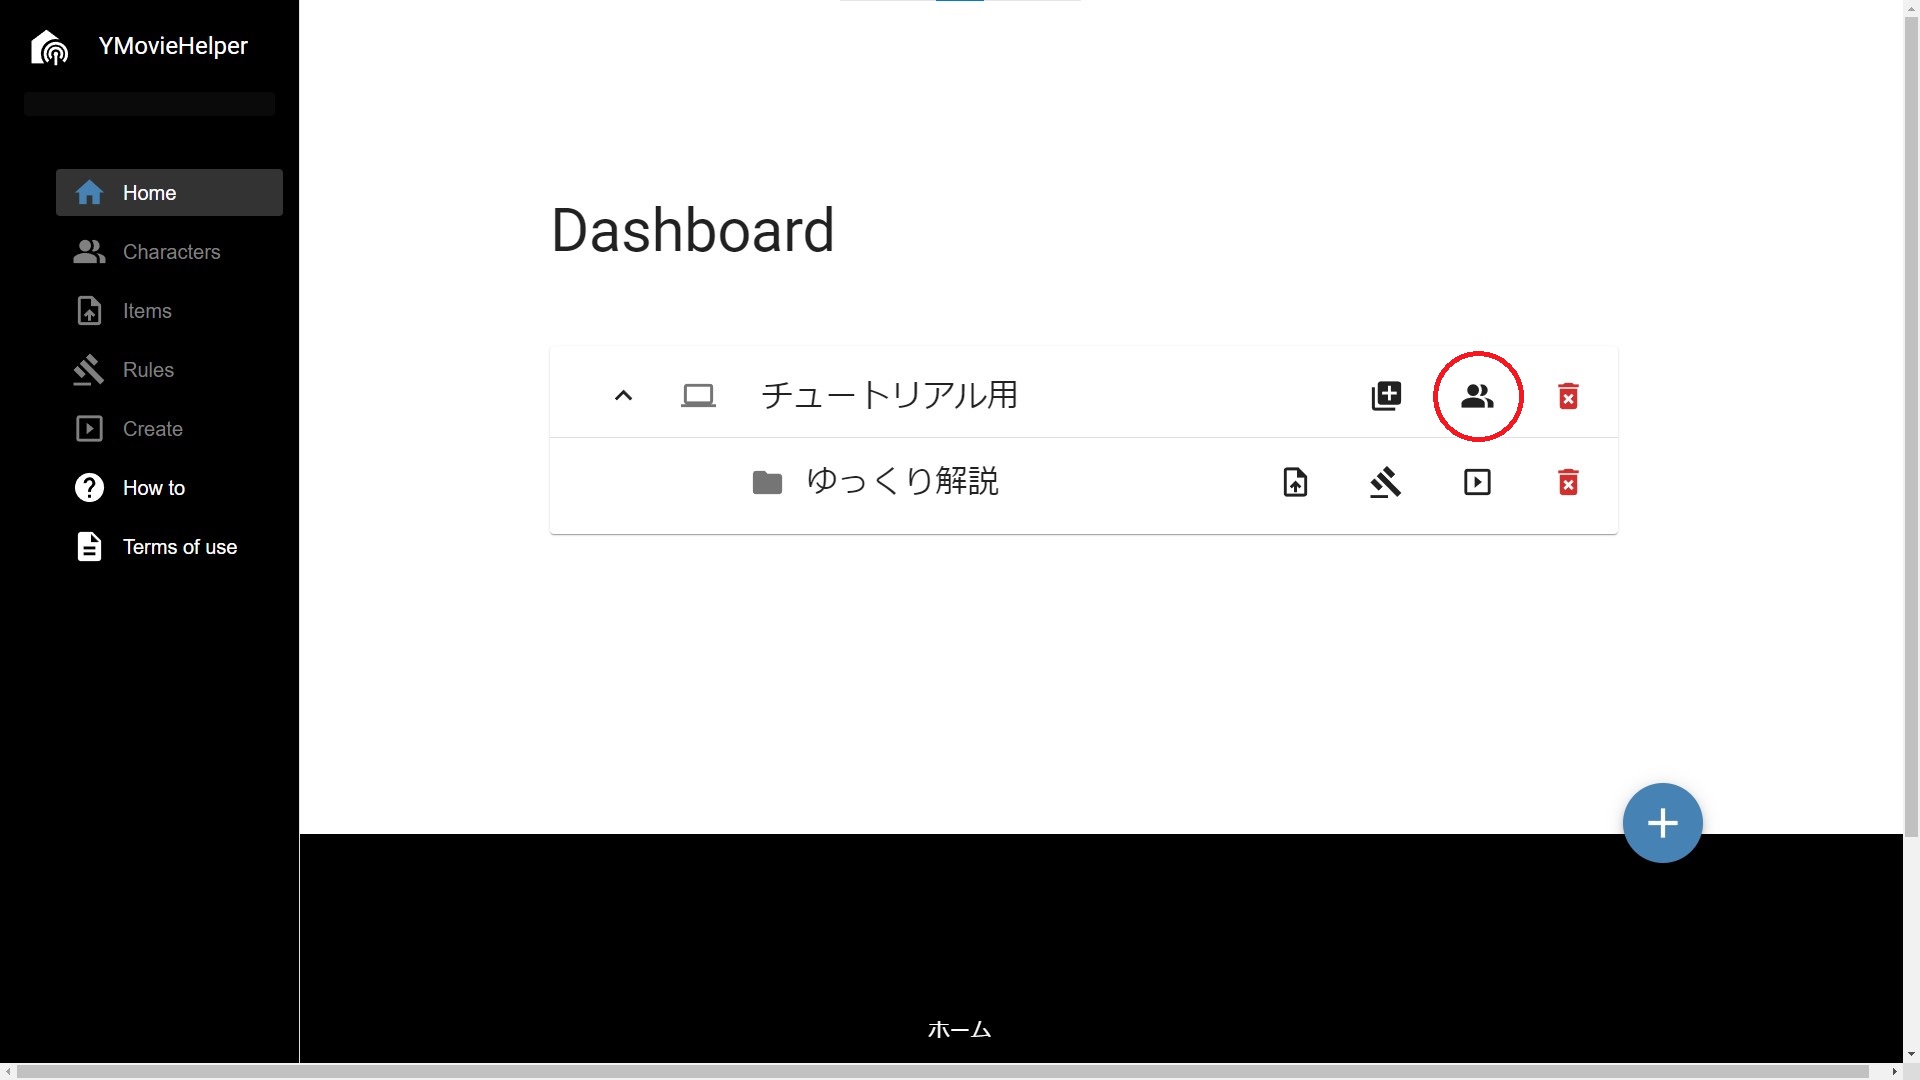 YMovieHelper
Home
Characters
Items
Rules
Create
How to
Terms of use
Dashboard
チュートリアル用
ゆっくり解説
ホーム